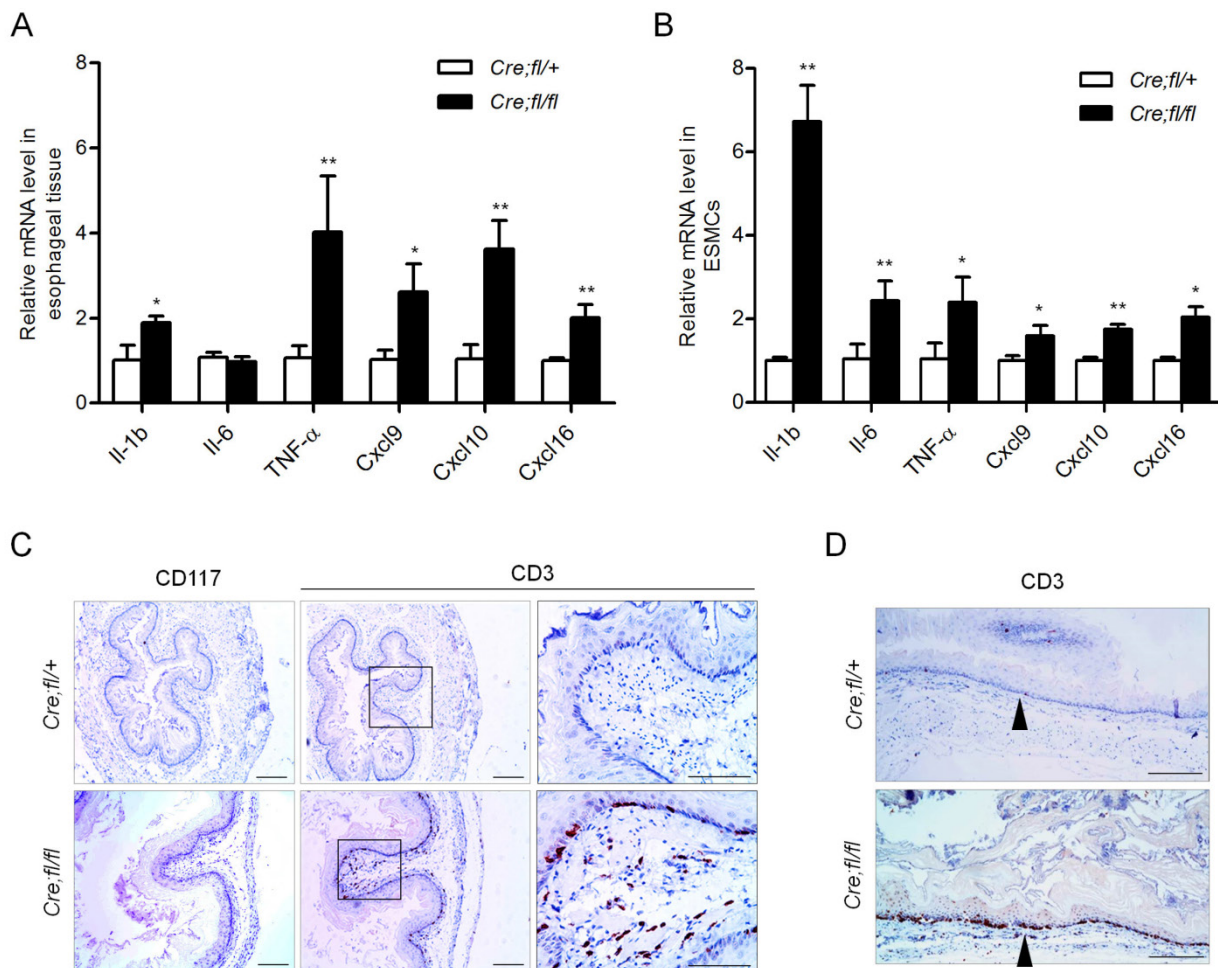 A
Relative mRNA level in
esophageal tissue
8
6
4
2
0
Cre;fl/+
Cre;fl/fl
*
**
*
**
**
Il-1b
Il-6
TNF-α
Cxcl9
Cxcl10
Cxcl16
B
Relative mRNA level in
ESMCs
8
6
4
2
0
Cre;fl/+
Cre;fl/fl
**
**
*
*
**
*
Il-1b
Il-6
TNF-α
Cxcl9
Cxcl10
Cxcl16
C
CD117
CD3
Cre;fl/+
Cre;fl/fl
D
CD3
Cre;fl/+
Cre;fl/fl